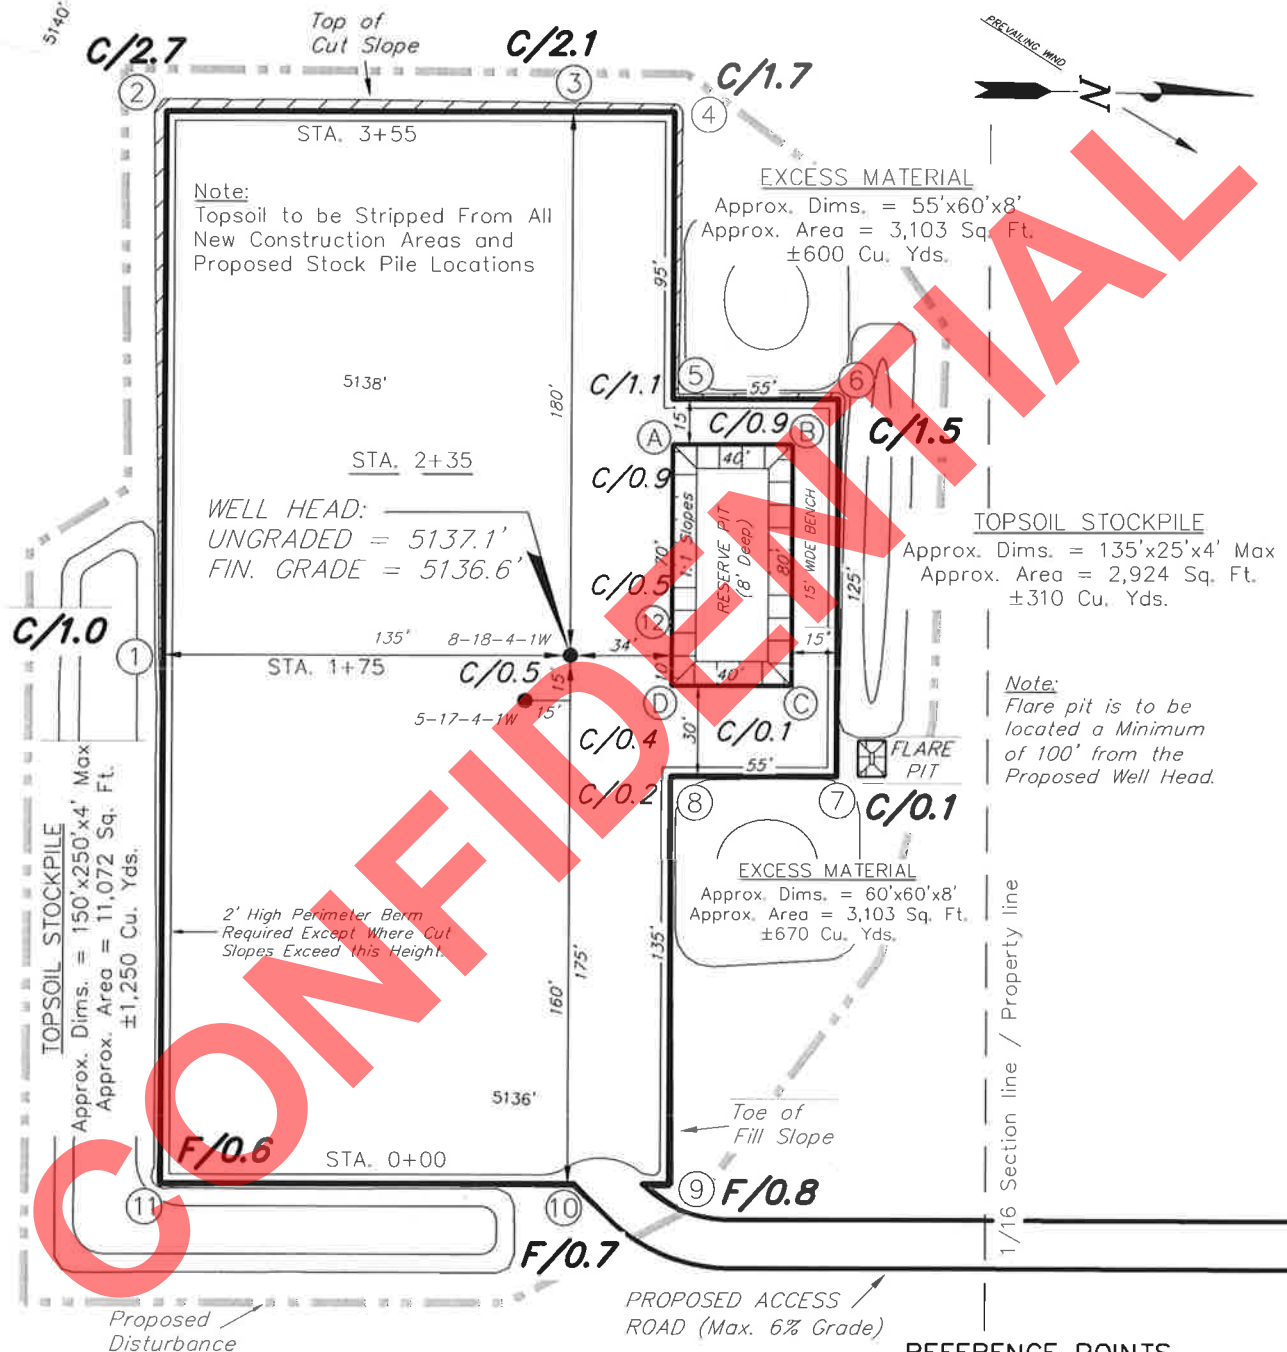 5140'
C/2.7
Top of
Cut Slope
C/2.1
C/1.7
PREVAILING WIND
N
2
3
4
STA. 3+55
Note:
Topsoil to be Stripped From All
New Construction Areas and
Proposed Stock Pile Locations
EXCESS MATERIAL
Approx. Dims. = 55'x60'x8'
Approx. Area = 3,103 Sq. Ft.
±600 Cu. Yds.
95'
5138'
180'
C/1.1
5
55'
6
15'
C/0.9
C/1.5
A
B
STA. 2+35
40'
C/0.9
WELL HEAD:
UNGRADED = 5137.1'
FIN. GRADE = 5136.6'
1:1 Slopes
70'
RESERVE PIT
(8' Deep)
80'
15' WIDE BENCH
125'
TOPSOIL STOCKPILE
Approx. Dims. = 135'x25'x4' Max
Approx. Area = 2,924 Sq. Ft.
±310 Cu. Yds.
C/0.5
12
C/1.0
1
135'
8-18-4-1W
34'
15'
STA. 1+75
C/0.5
15'
10'
40'
15'
5-17-4-1W
D
C
Note:
Flare pit is to be
located a Minimum
of 100' from the
Proposed Well Head.
C/0.4
30'
C/0.1
FLARE
PIT
55'
C/0.2
8
7
C/0.1
TOPSOIL STOCKPILE
Approx. Dims. = 150'x250'x4' Max
Approx. Area = 11,072 Sq. Ft.
±1,250 Cu. Yds.
EXCESS MATERIAL
Approx. Dims. = 60'x60'x8'
Approx. Area = 3,103 Sq. Ft.
±670 Cu. Yds.
2' High Perimeter Berm
Required Except Where Cut
Slopes Exceed this Height.
175'
160'
135'
1/16 Section line / Property line
5136'
Toe of
Fill Slope
F/0.6
STA. 0+00
11
10
9
F/0.8
F/0.7
Proposed
Disturbance
PROPOSED ACCESS
ROAD (Max. 6% Grade)
REFERENCE POINTS
CONFIDENTIAL